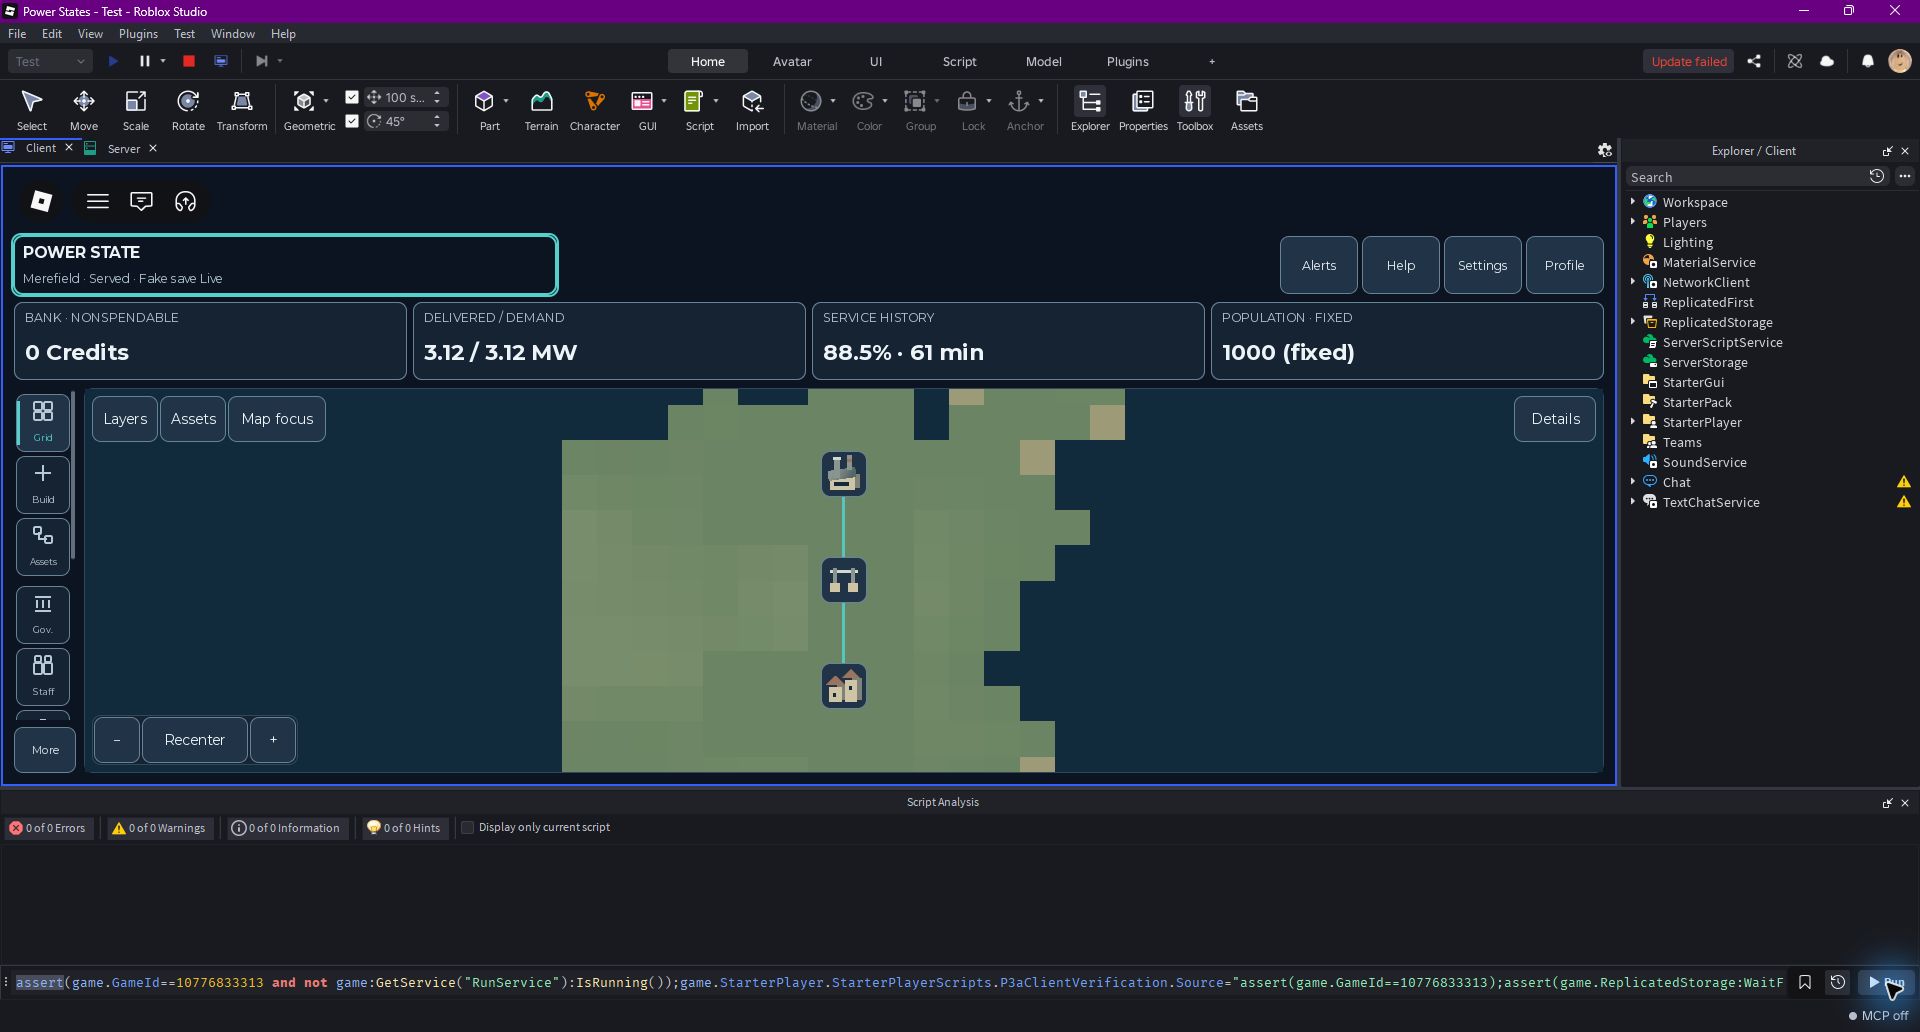 Power States - Test - Roblox Studio
File Edit View Plugins Test Window Help
Test
Home Avatar UI Script Model Plugins +
Update failed
100 s...
45°
Select Move Scale Rotate Transform Geometric Part Terrain Character GUI Script Import Material Color Group Lock Anchor Explorer Properties Toolbox Assets
Client Server
Explorer / Client
Search
Workspace
Players
Lighting
MaterialService
NetworkClient
ReplicatedFirst
ReplicatedStorage
ServerScriptService
ServerStorage
StarterGui
StarterPack
StarterPlayer
Teams
SoundService
Chat
TextChatService
POWER STATE
Merefield · Served · Fake save Live
Alerts Help Settings Profile
BANK · NONSPENDABLE
0 Credits
DELIVERED / DEMAND
3.12 / 3.12 MW
SERVICE HISTORY
88.5% · 61 min
POPULATION · FIXED
1000 (fixed)
Grid
Build
Assets
Gov.
Staff
More
Layers Assets Map focus
Details
– Recenter +
Script Analysis
0 of 0 Errors 0 of 0 Warnings 0 of 0 Information 0 of 0 Hints Display only current script
assert(game.GameId==10776833313 and not game:GetService("RunService"):IsRunning());game.StarterPlayer.StarterPlayerScripts.P3aClientVerification.Source="assert(game.GameId==10776833313);assert(game.ReplicatedStorage:WaitF
MCP off